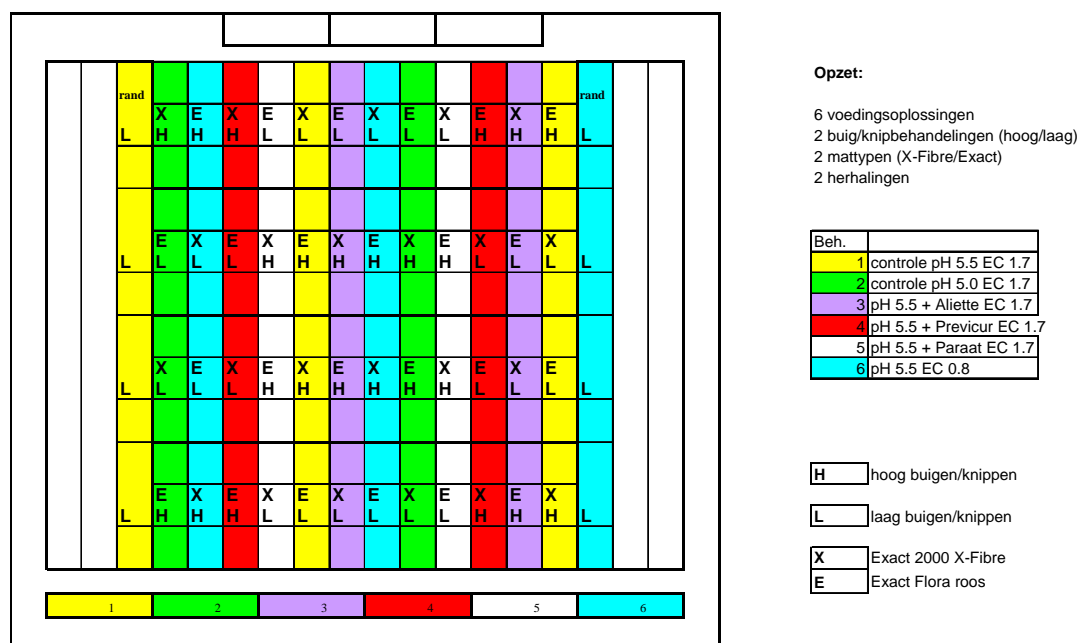 rand rand
X E X E X E X E X E X E
L H H H L L L L L L H H H L
E X E X E X E X E X E X
L L L L H H H H H H L L L L
X E X E X E X E X E X E
L L L L H H H H H H L L L L
E X E X E X E X E X E X
L H H H L L L L L L H H H L
1 2 3 4 5 6
Opzet:
6 voedingsoplossingen
2 buig/knipbehandelingen (hoog/laag)
2 mattypen (X-Fibre/Exact)
2 herhalingen
Beh.
1 controle pH 5.5 EC 1.7
2 controle pH 5.0 EC 1.7
3 pH 5.5 + Aliette EC 1.7
4 pH 5.5 + Previcur EC 1.7
5 pH 5.5 + Paraat EC 1.7
6 pH 5.5 EC 0.8
H hoog buigen/knippen
L laag buigen/knippen
X Exact 2000 X-Fibre
E Exact Flora roos